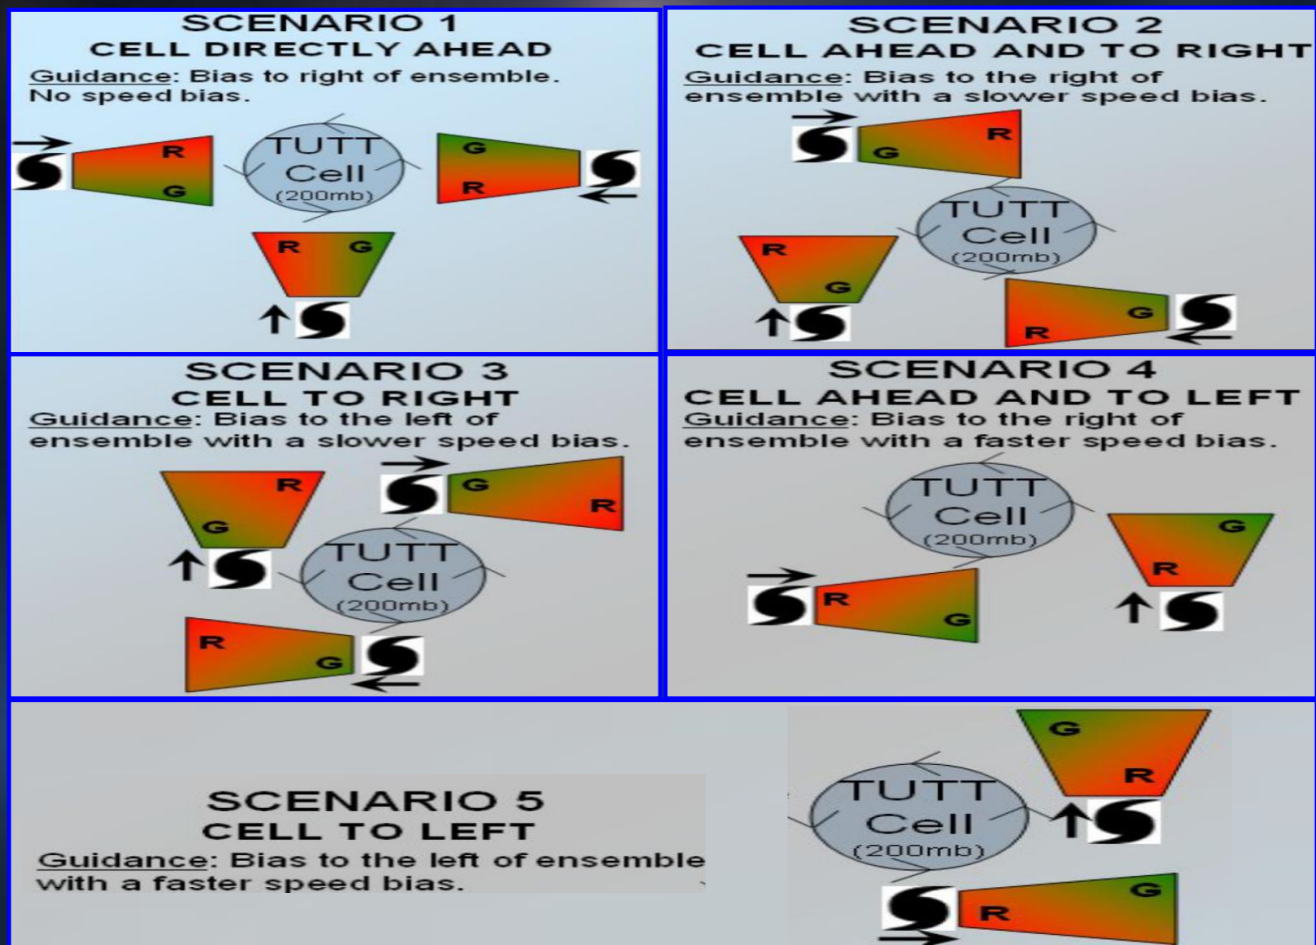 SCENARIO 1
CELL DIRECTLY AHEAD
Guidance: Bias to right of ensemble.
No speed bias.
R
G
TUTT
Cell
(200mb)
G
R
R G
SCENARIO 2
CELL AHEAD AND TO RIGHT
Guidance: Bias to the right of
ensemble with a slower speed bias.
R
G
TUTT
Cell
(200mb)
R
G
G
R
SCENARIO 3
CELL TO RIGHT
Guidance: Bias to the left of
ensemble with a slower speed bias.
R
G
G
R
TUTT
Cell
(200mb)
R
G
SCENARIO 4
CELL AHEAD AND TO LEFT
Guidance: Bias to the right of
ensemble with a faster speed bias.
TUTT
Cell
(200mb)
G
R
R
G
SCENARIO 5
CELL TO LEFT
Guidance: Bias to the left of ensemble
with a faster speed bias.
G
R
TUTT
Cell
(200mb)
G
R